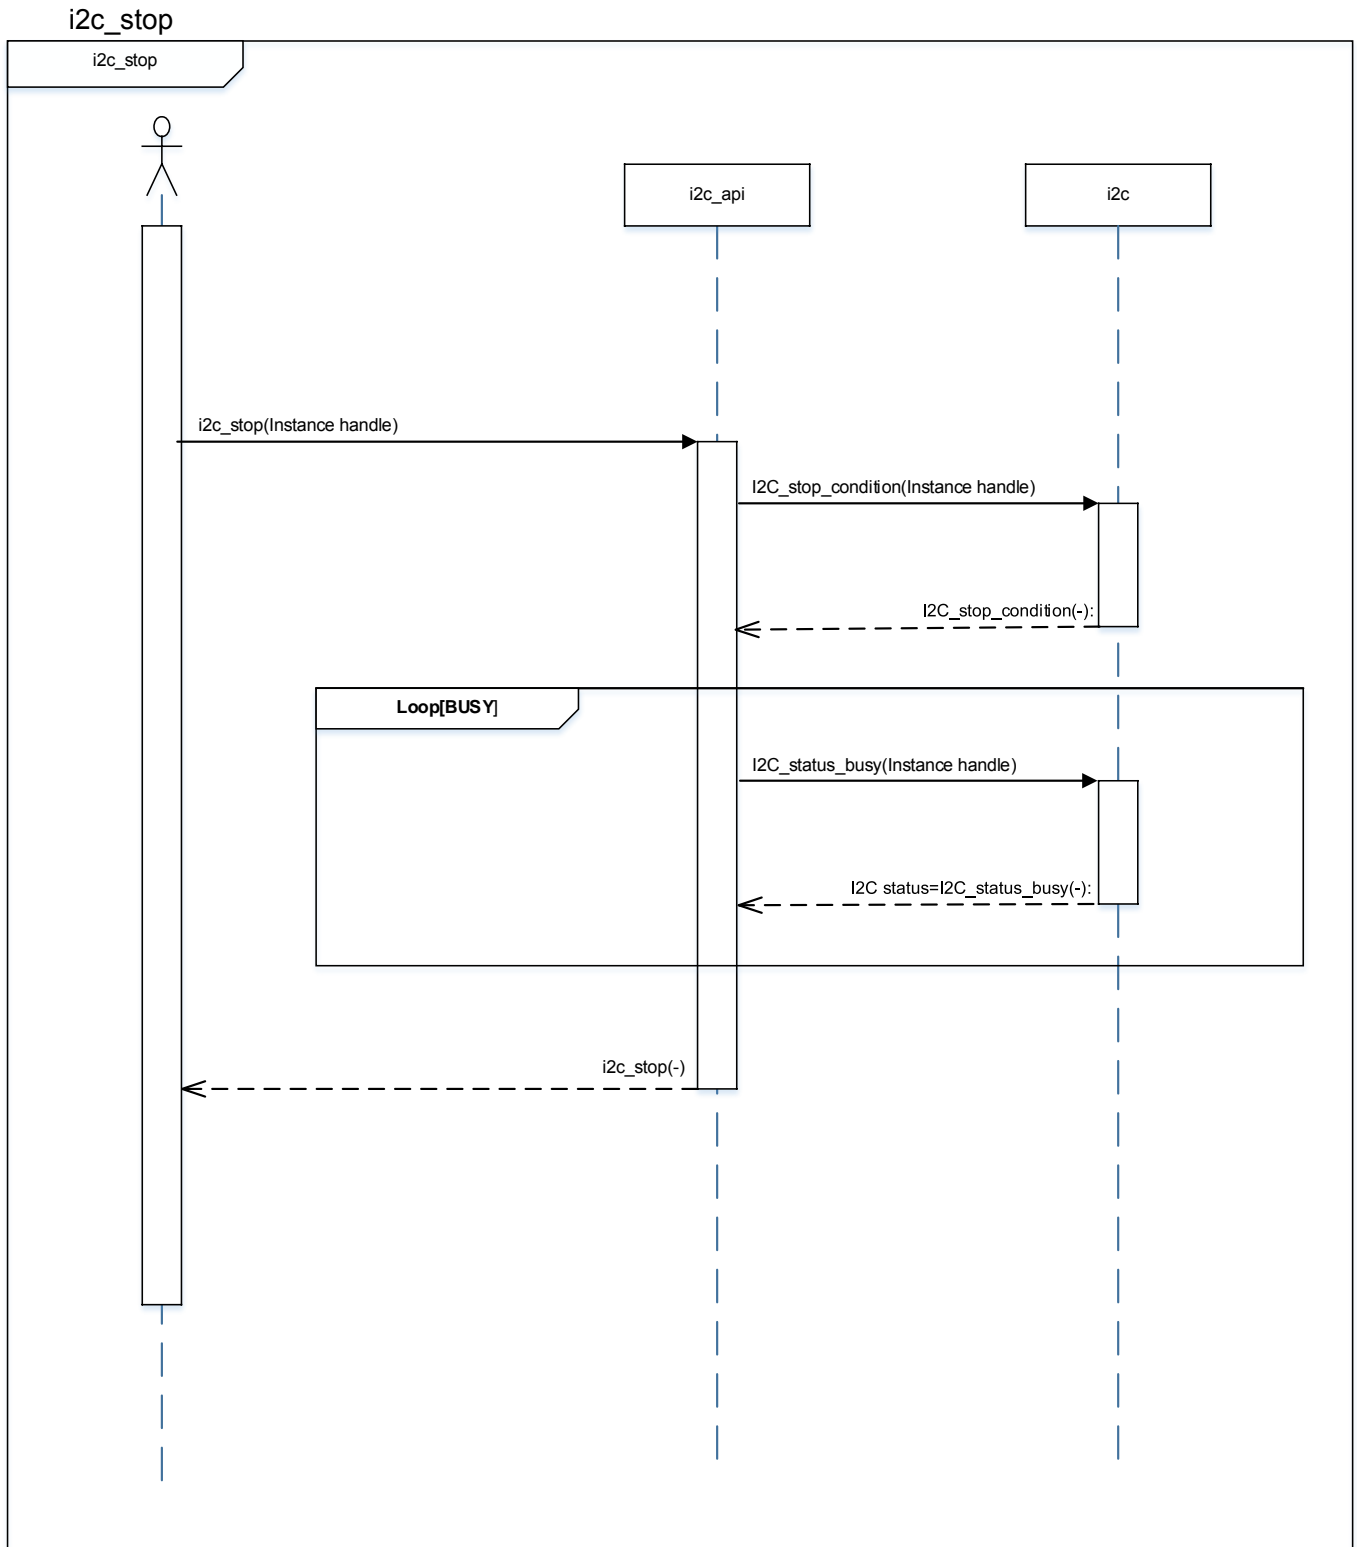 i2c_stop
i2c_stop
i2c_api
i2c
i2c_stop(Instance handle)
I2C_stop_condition(Instance handle)
I2C_stop_condition(-):
Loop[BUSY]
I2C_status_busy(Instance handle)
I2C status=I2C_status_busy(-):
i2c_stop(-)